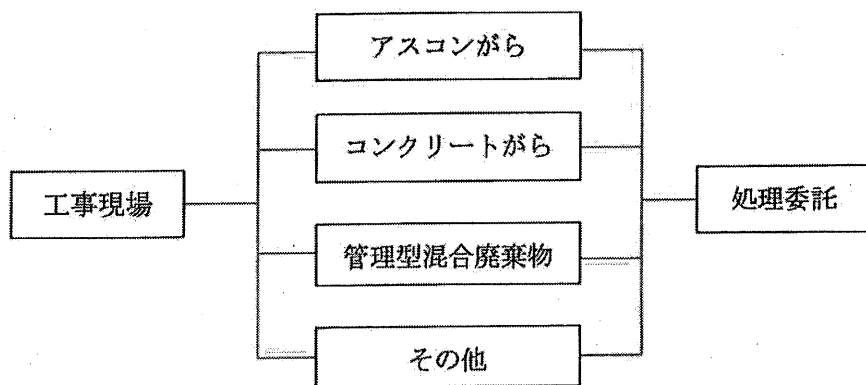 工事現場
アスコンがら
コンクリートがら
管理型混合廃棄物
その他
処理委託